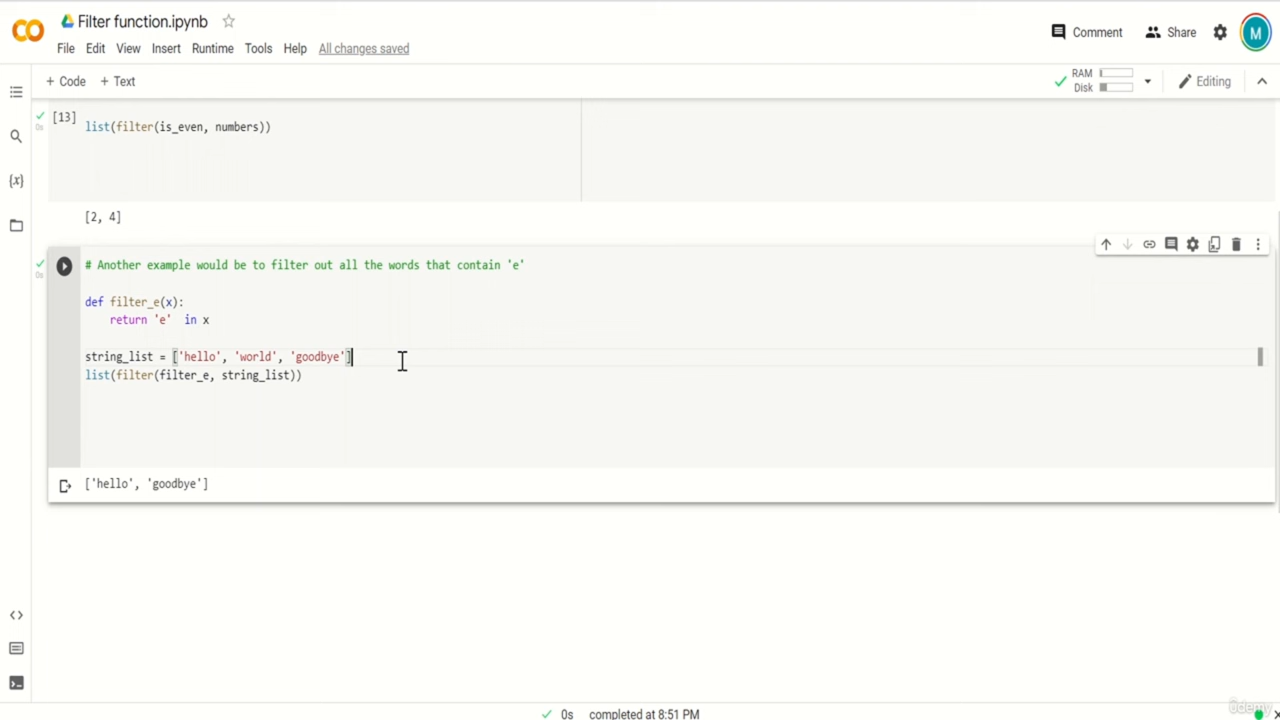 Filter function.ipynb
File Edit View Insert Runtime Tools Help All changes saved
Comment Share M
+ Code + Text
RAM
Disk
Editing
[13]
0s
list(filter(is_even, numbers))
[2, 4]
0s
# Another example would be to filter out all the words that contain 'e'
def filter_e(x):
    return 'e'  in x
string_list = ['hello', 'world', 'goodbye']
list(filter(filter_e, string_list))
['hello', 'goodbye']
{x}
0s completed at 8:51 PM
Udemy